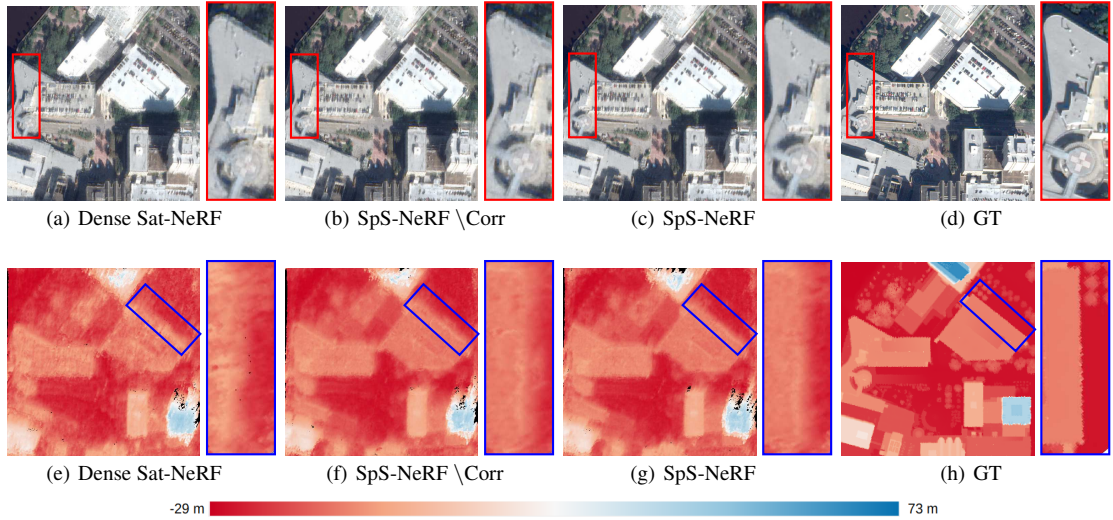 (a) Dense Sat-NeRF
(b) SpS-NeRF \Corr
(c) SpS-NeRF
(d) GT
(e) Dense Sat-NeRF
(f) SpS-NeRF \Corr
(g) SpS-NeRF
(h) GT
-29 m
73 m